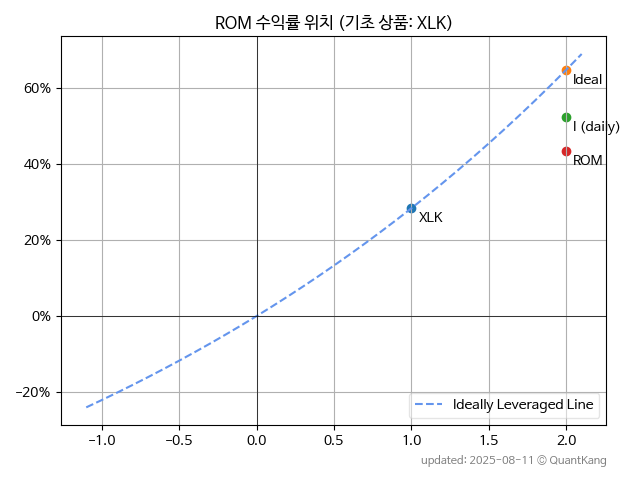 ROM 수익률 위치 (기초 상품: XLK)
60%
40%
20%
0%
−20%
Ideal
I (daily)
ROM
XLK
Ideally Leveraged Line
−1.0 −0.5 0.0 0.5 1.0 1.5 2.0
updated: 2025-08-11 © QuantKang